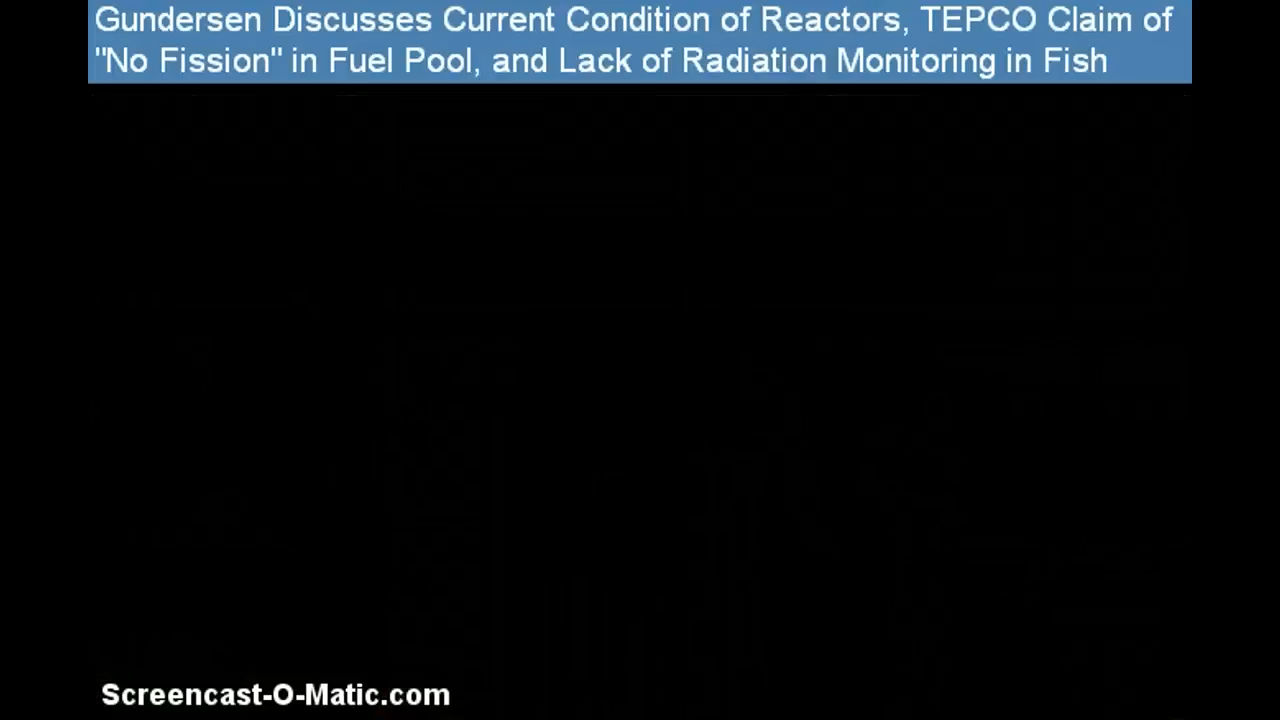 Gundersen Discusses Current Condition of Reactors, TEPCO Claim of
"No Fission" in Fuel Pool, and Lack of Radiation Monitoring in Fish
Screencast-O-Matic.com